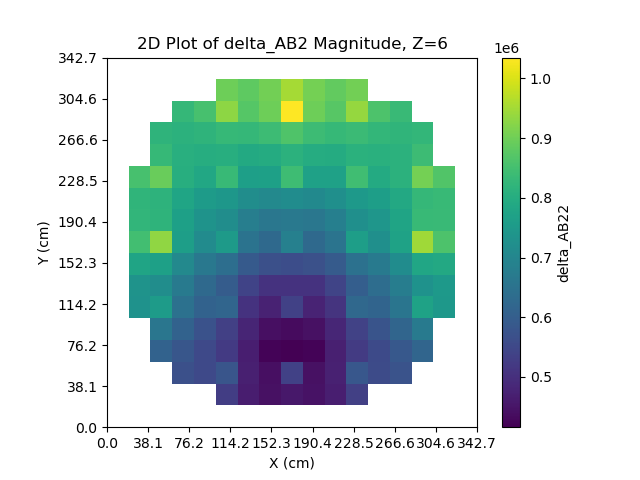 2D Plot of delta_AB2 Magnitude, Z=6
1e6
342.7
304.6
266.6
228.5
190.4
152.3
114.2
76.2
38.1
0.0
Y (cm)
0.0 38.1 76.2 114.2 152.3 190.4 228.5 266.6 304.6 342.7
X (cm)
1.0
0.9
0.8
0.7
0.6
0.5
delta_AB22